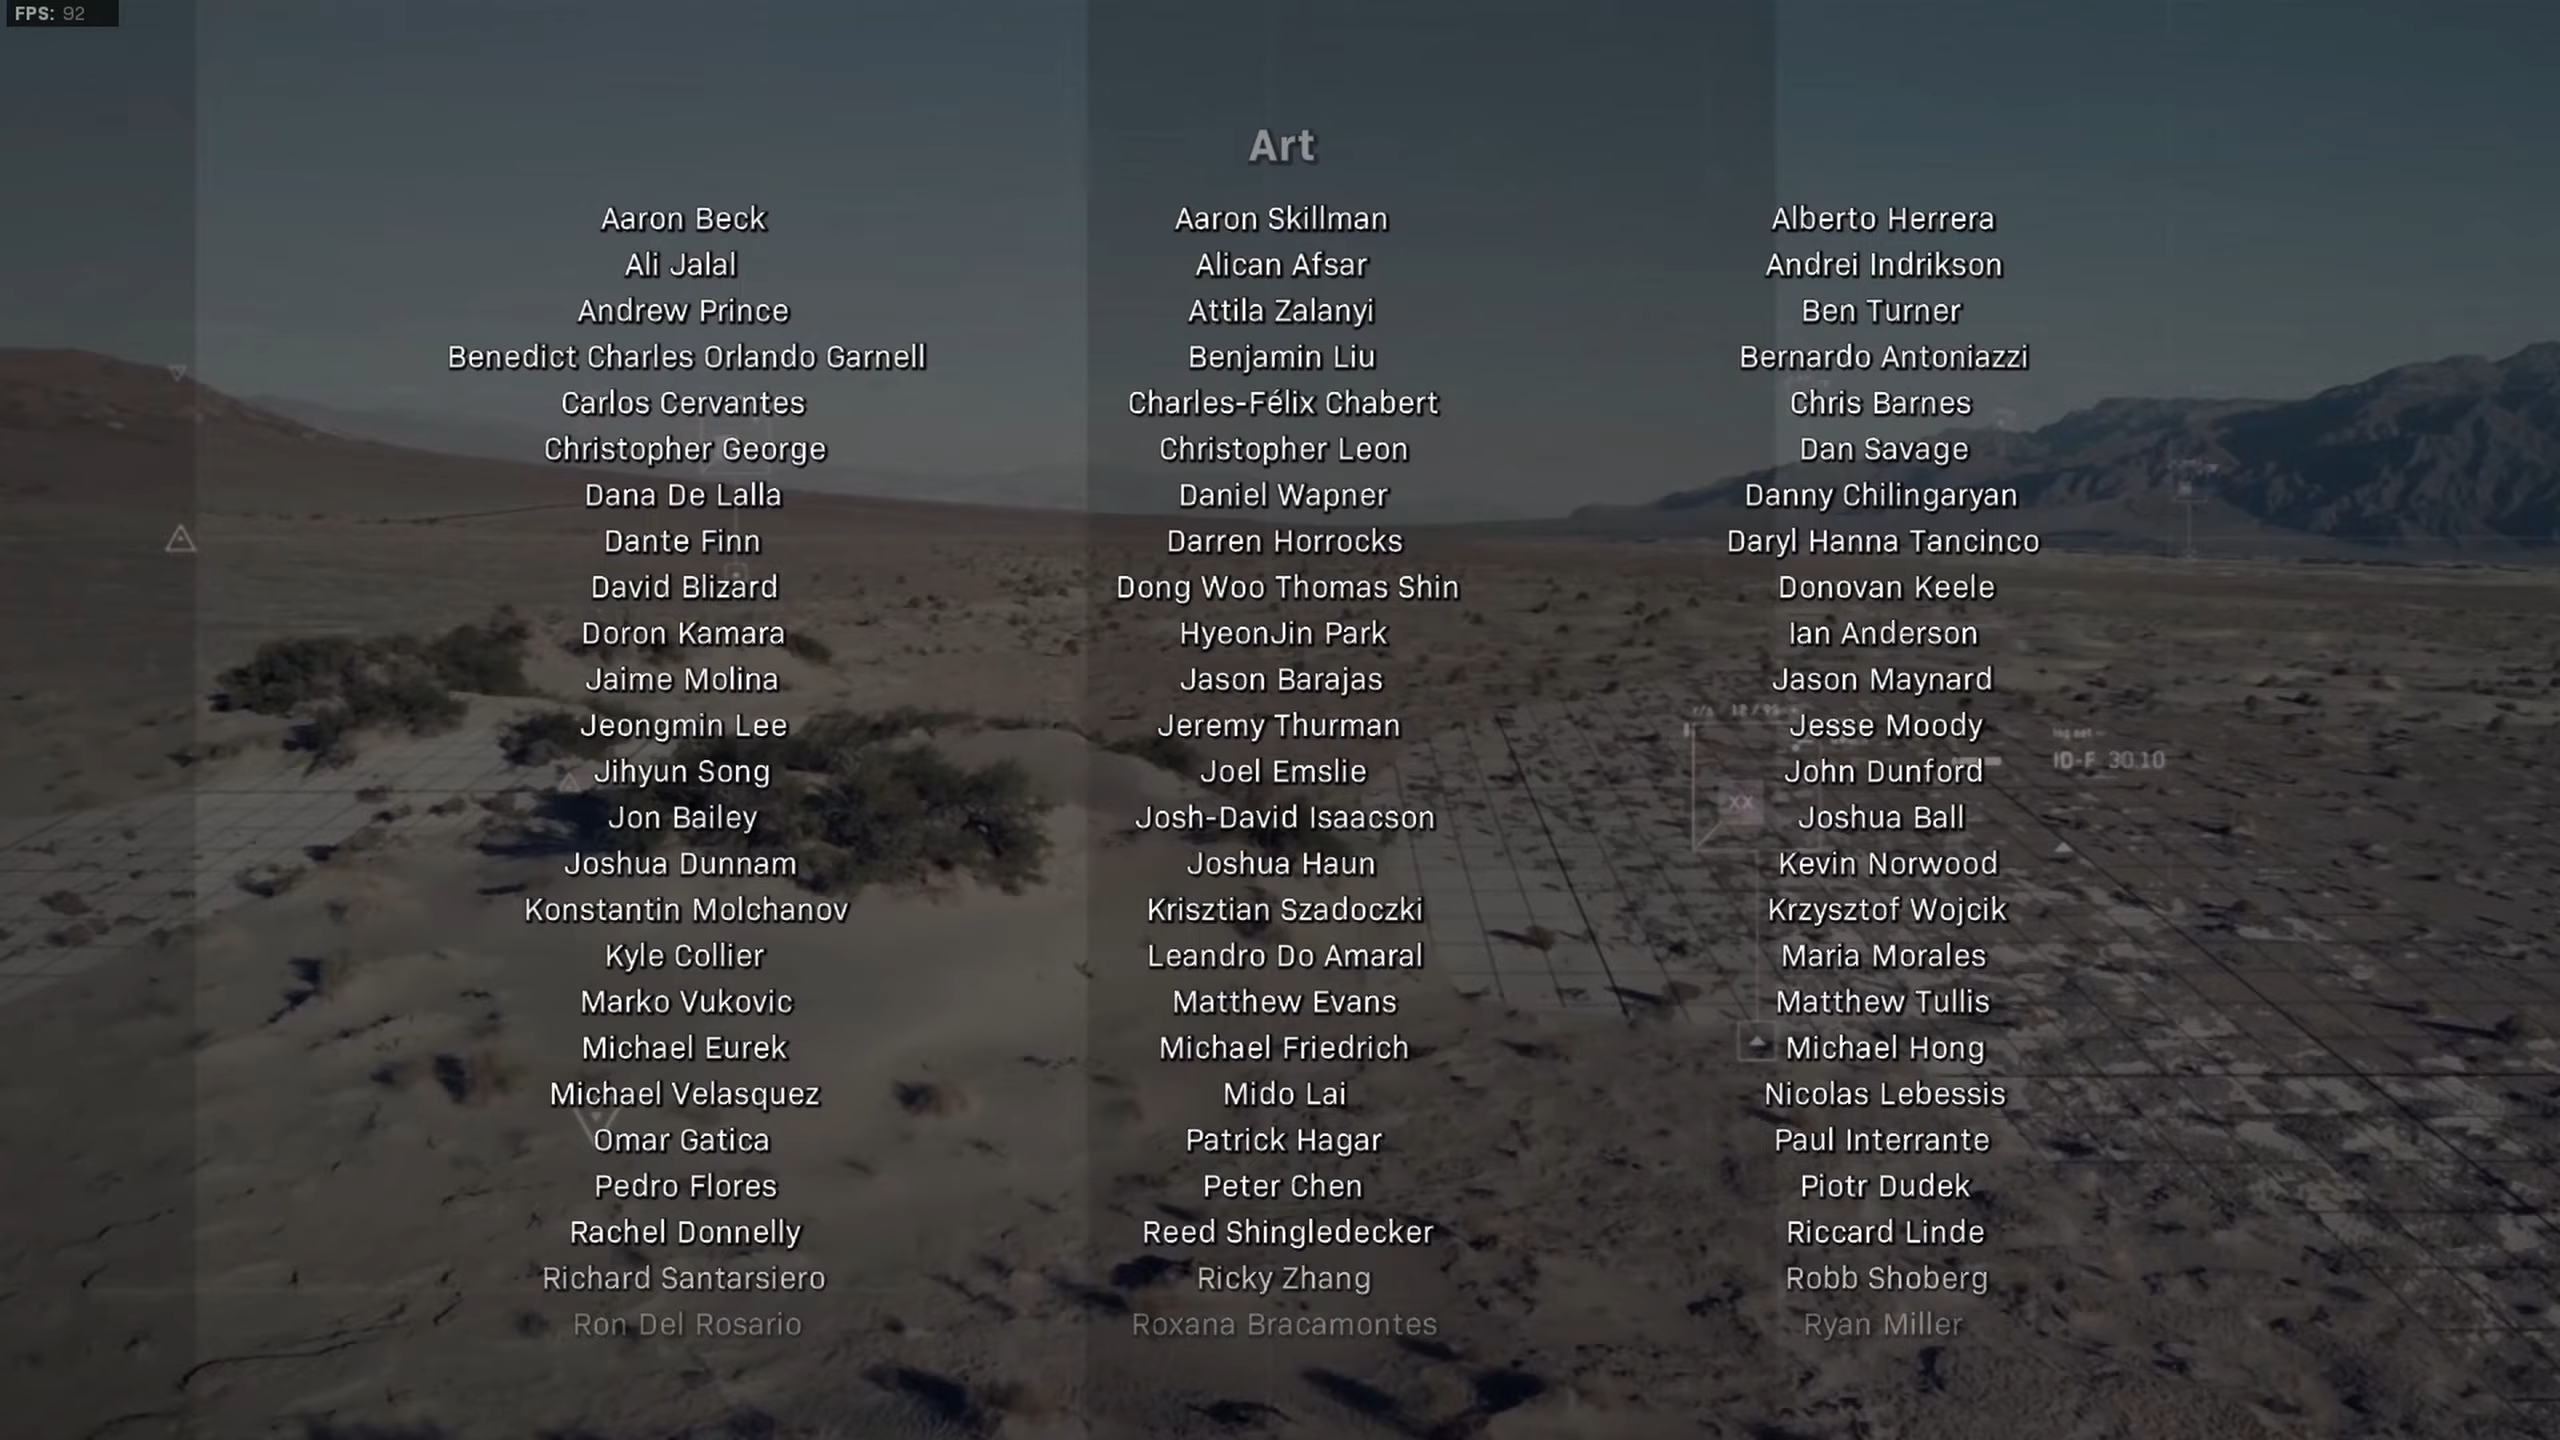 FPS: 92
Art
Aaron Beck Aaron Skillman Alberto Herrera
Ali Jalal Alican Afsar Andrei Indrikson
Andrew Prince Attila Zalanyi Ben Turner
Benedict Charles Orlando Garnell Benjamin Liu Bernardo Antoniazzi
Carlos Cervantes Charles-Félix Chabert Chris Barnes
Christopher George Christopher Leon Dan Savage
Dana De Lalla Daniel Wapner Danny Chilingaryan
Dante Finn Darren Horrocks Daryl Hanna Tancinco
David Blizard Dong Woo Thomas Shin Donovan Keele
Doron Kamara HyeonJin Park Ian Anderson
Jaime Molina Jason Barajas Jason Maynard
Jeongmin Lee Jeremy Thurman Jesse Moody
Jihyun Song Joel Emslie John Dunford
ID-F 30.10
Jon Bailey Josh-David Isaacson Joshua Ball
XX
Joshua Dunnam Joshua Haun Kevin Norwood
Konstantin Molchanov Krisztian Szadoczki Krzysztof Wojcik
Kyle Collier Leandro Do Amaral Maria Morales
Marko Vukovic Matthew Evans Matthew Tullis
Michael Eurek Michael Friedrich Michael Hong
Michael Velasquez Mido Lai Nicolas Lebessis
Omar Gatica Patrick Hagar Paul Interrante
Pedro Flores Peter Chen Piotr Dudek
Rachel Donnelly Reed Shingledecker Riccard Linde
Richard Santarsiero Ricky Zhang Robb Shoberg
Ron Del Rosario Roxana Bracamontes Ryan Miller